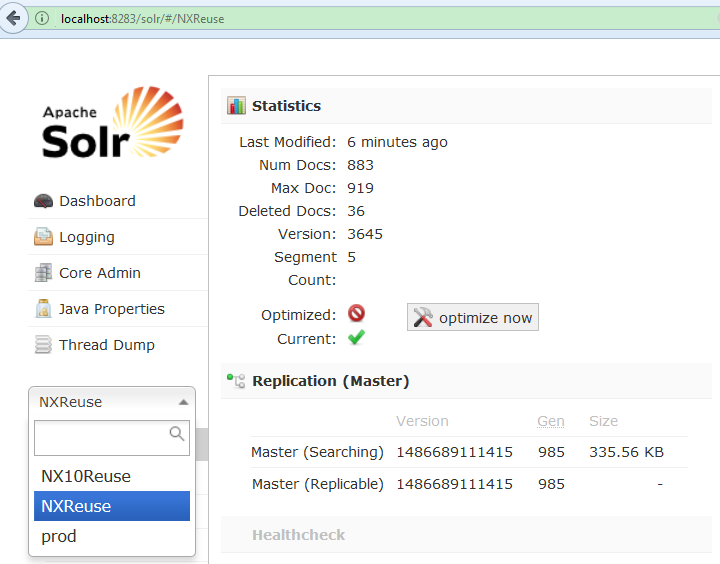 localhost:8283/solr/#/NXReuse
Apache
Solr
Dashboard
Logging
Core Admin
Java Properties
Thread Dump
NXReuse
NX10Reuse
NXReuse
prod
Statistics
Last Modified: 6 minutes ago
Num Docs: 883
Max Doc: 919
Deleted Docs: 36
Version: 3645
Segment 5
Count:
Optimized: optimize now
Current:
Replication (Master)
Version Gen Size
Master (Searching) 1486689111415 985 335.56 KB
Master (Replicable) 1486689111415 985 -
Healthcheck